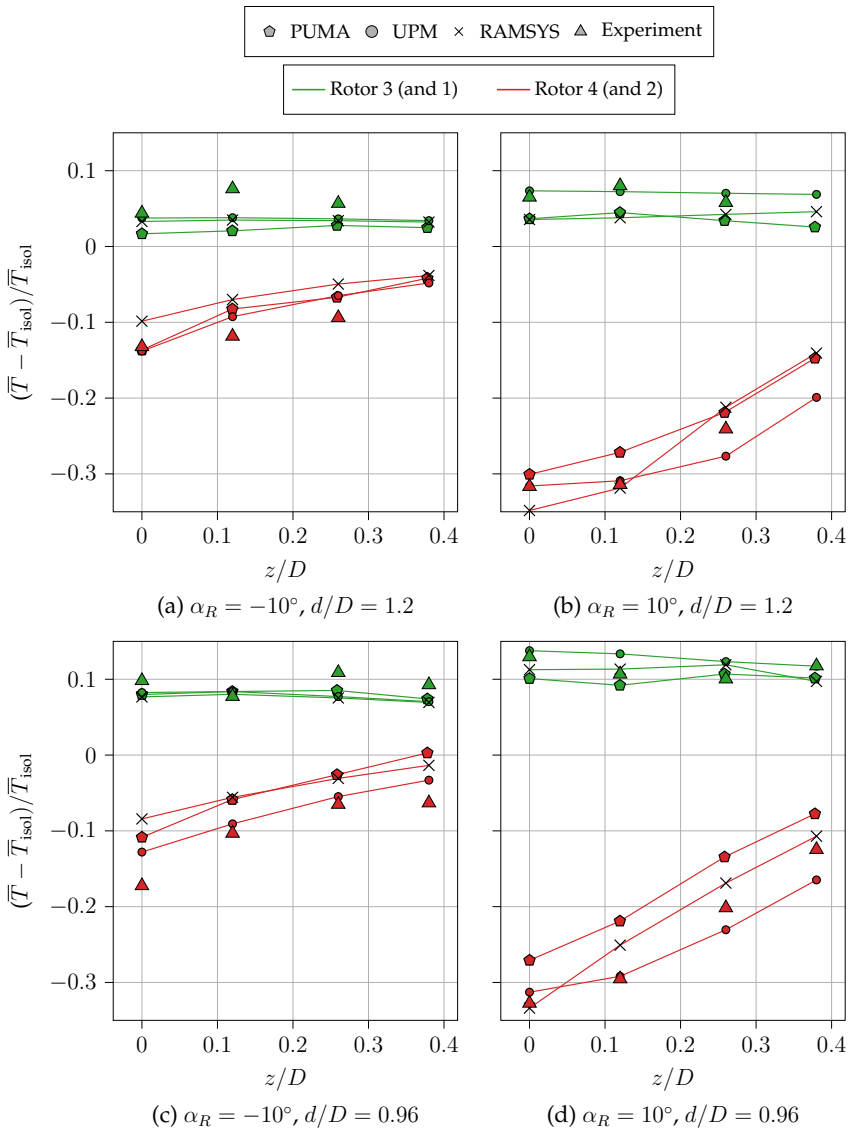 PUMA UPM RAMSYS Experiment
Rotor 3 (and 1) Rotor 4 (and 2)
0.1
0
−0.1
−0.2
−0.3
(T̅ − T̅isol)/T̅isol
0 0.1 0.2 0.3 0.4
z/D
(a) αR = −10°, d/D = 1.2
0 0.1 0.2 0.3 0.4
z/D
(b) αR = 10°, d/D = 1.2
0.1
0
−0.1
−0.2
−0.3
(T̅ − T̅isol)/T̅isol
0 0.1 0.2 0.3 0.4
z/D
(c) αR = −10°, d/D = 0.96
0 0.1 0.2 0.3 0.4
z/D
(d) αR = 10°, d/D = 0.96